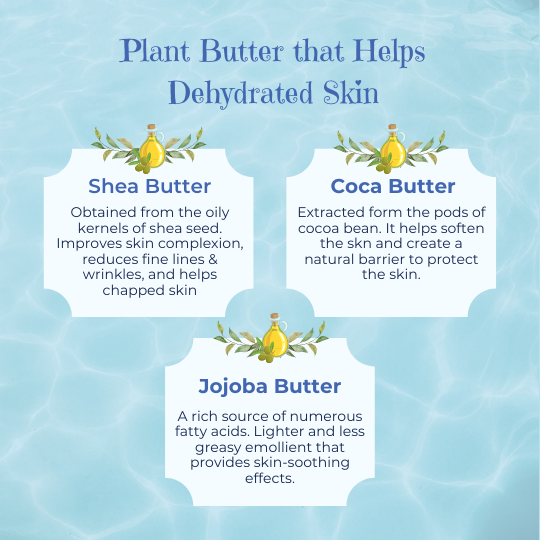 Plant Butter that Helps
Dehydrated Skin
Shea Butter
Obtained from the oily
kernels of shea seed.
Improves skin complexion,
reduces fine lines &
wrinkles, and helps
chapped skin
Coca Butter
Extracted form the pods of
cocoa bean. It helps soften
the skn and create a
natural barrier to protect
the skin.
Jojoba Butter
A rich source of numerous
fatty acids. Lighter and less
greasy emollient that
provides skin-soothing
effects.